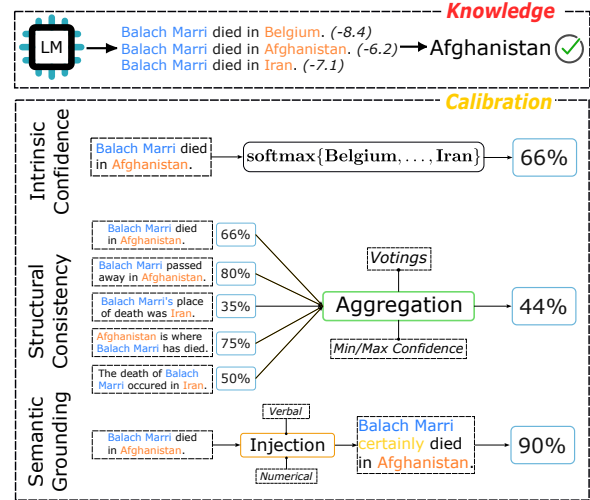 Knowledge
LM
Balach Marri died in Belgium. (-8.4)
Balach Marri died in Afghanistan. (-6.2)
Balach Marri died in Iran. (-7.1)
Afghanistan
Calibration
Intrinsic
Confidence
Balach Marri died
in Afghanistan.
softmax{Belgium, ..., Iran}
66%
Structural
Consistency
Balach Marri died
in Afghanistan.
66%
Balach Marri passed
away in Afghanistan.
80%
Balach Marri's place
of death was Iran.
35%
Afghanistan is where
Balach Marri has died.
75%
The death of Balach
Marri occured in Iran.
50%
Votings
Aggregation
Min/Max Confidence
44%
Semantic
Grounding
Balach Marri died
in Afghanistan.
Verbal
Injection
Numerical
Balach Marri
certainly died
in Afghanistan.
90%